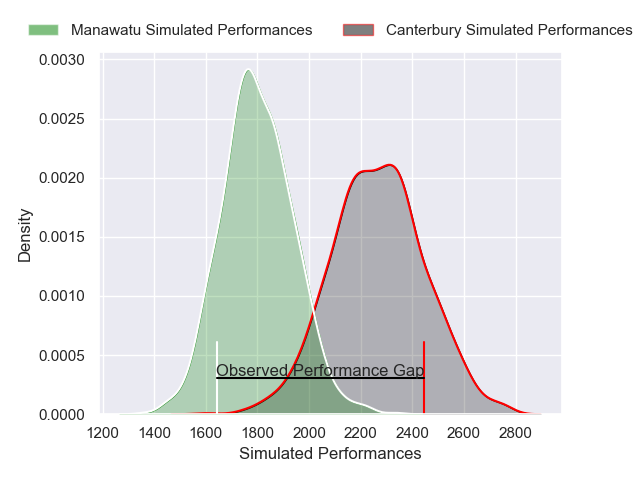 Manawatu Simulated Performances Canterbury Simulated Performances
0.0030
0.0025
0.0020
0.0015
0.0010
0.0005
0.0000
Density
Observed Performance Gap
1200 1400 1600 1800 2000 2200 2400 2600 2800
Simulated Performances